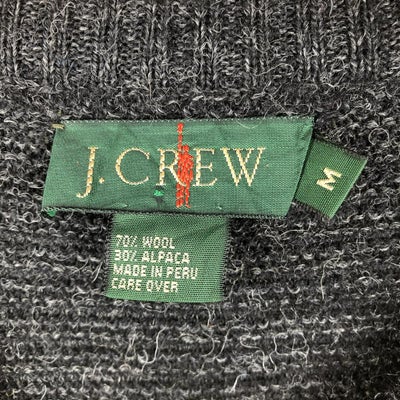 J.CREW
M
70% WOOL
30% ALPACA
MADE IN PERU
CARE OVER